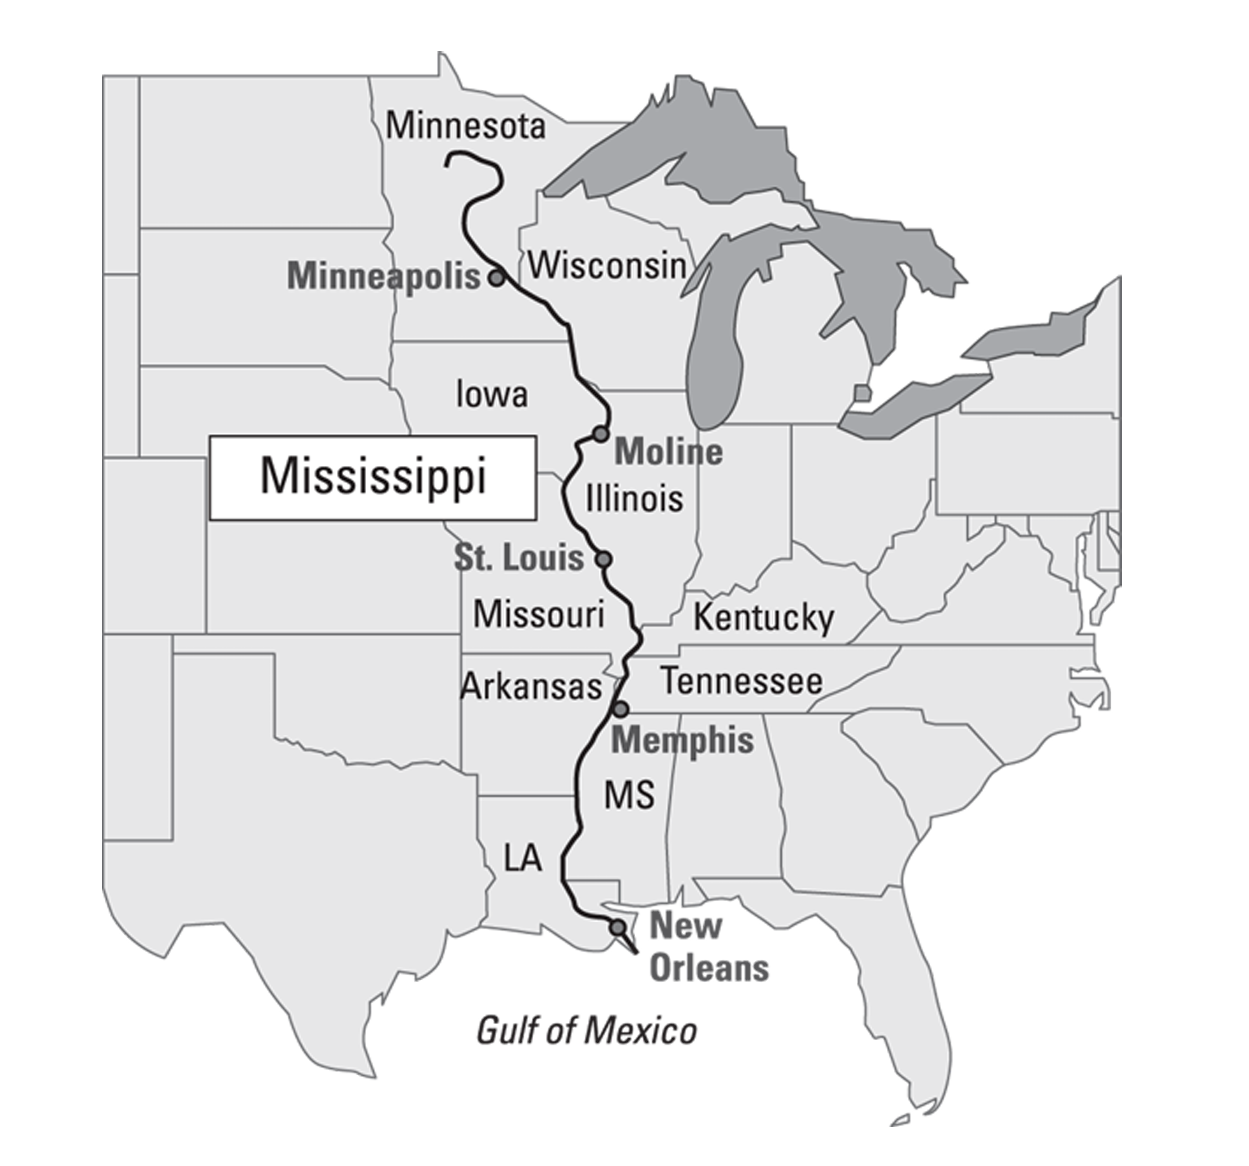 Minnesota
Wisconsin
Minneapolis
Iowa
Moline
Mississippi
Illinois
St. Louis
Missouri
Kentucky
Arkansas
Tennessee
Memphis
MS
LA
New
Orleans
Gulf of Mexico